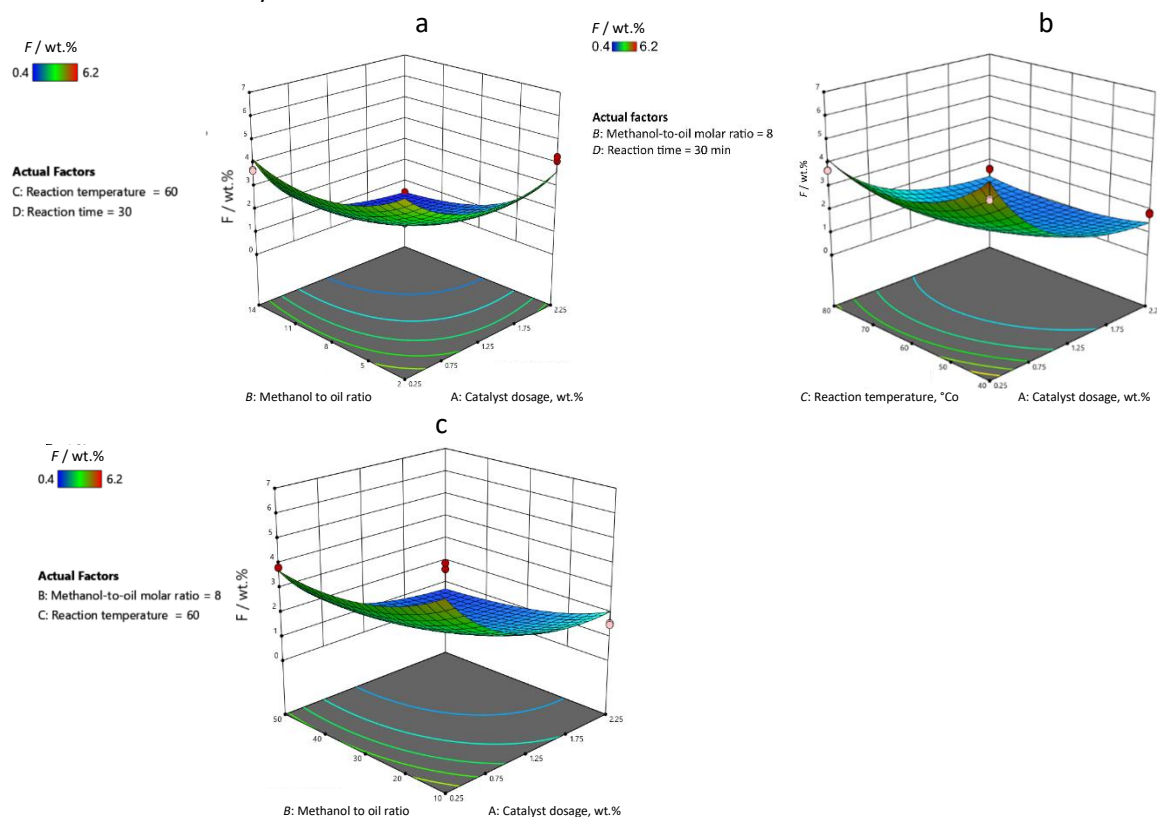 a
F / wt.%
0.4 6.2
Actual Factors
C: Reaction temperature = 60
D: Reaction time = 30
F / wt.%
7
6
5
4
3
2
1
0
14
11
8
5
2
0.25
0.75
1.25
1.75
2.25
B: Methanol to oil ratio
A: Catalyst dosage, wt.%
b
F / wt.%
0.4 6.2
Actual factors
B: Methanol-to-oil molar ratio = 8
D: Reaction time = 30 min
F / wt.%
7
6
5
4
3
2
1
0
80
70
60
50
40
0.25
0.75
1.25
1.75
2.2
C: Reaction temperature, °Co
A: Catalyst dosage, wt.%
c
F / wt.%
0.4 6.2
Actual Factors
B: Methanol-to-oil molar ratio = 8
C: Reaction temperature = 60
F / wt.%
7
6
5
4
3
2
1
0
50
40
30
20
10
0.25
0.75
1.25
1.75
2.25
B: Methanol to oil ratio
A: Catalyst dosage, wt.%